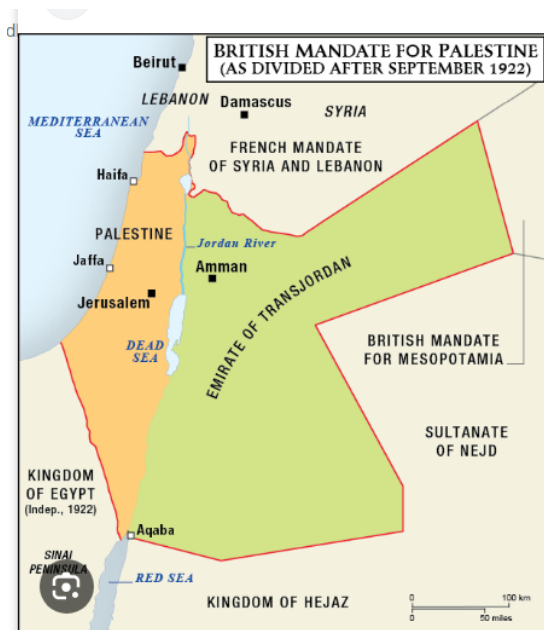 d
BRITISH MANDATE FOR PALESTINE
(AS DIVIDED AFTER SEPTEMBER 1922)
Beirut
LEBANON
Damascus
SYRIA
MEDITERRANEAN
SEA
FRENCH MANDATE
OF SYRIA AND LEBANON
Haifa
PALESTINE
Jordan River
Jaffa
Amman
Jerusalem
EMIRATE OF TRANSJORDAN
DEAD
SEA
BRITISH MANDATE
FOR MESOPOTAMIA
SULTANATE
OF NEJD
KINGDOM
OF EGYPT
(Indep., 1922)
Aqaba
SINAI
PENINSULA
RED SEA
KINGDOM OF HEJAZ
0 100 km
0 50 miles